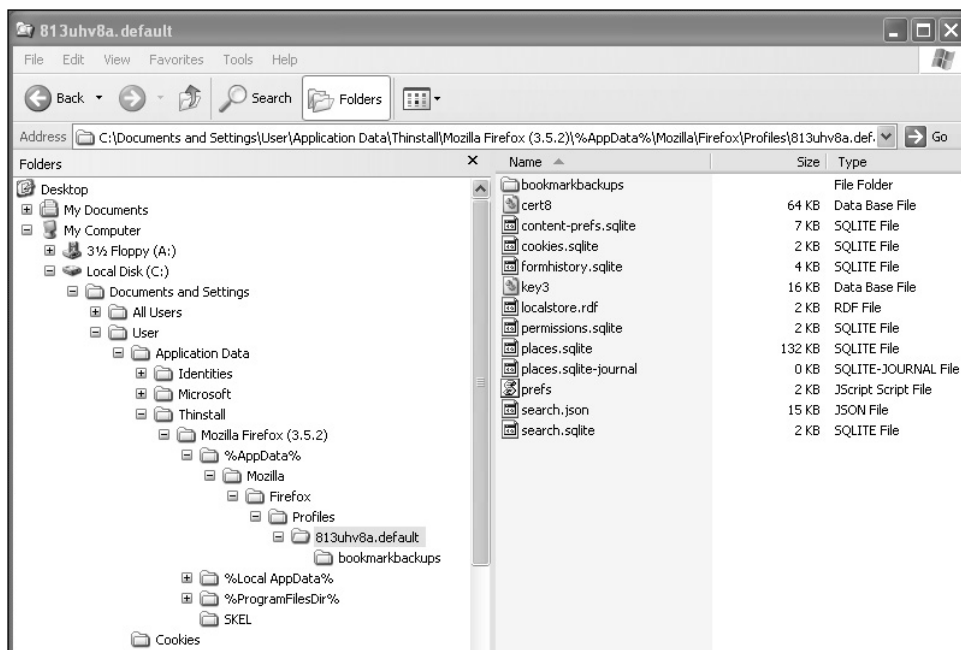 813uhv8a.default
File Edit View Favorites Tools Help
Back Search Folders
Address C:\Documents and Settings\User\Application Data\Thinstall\Mozilla Firefox (3.5.2)\%AppData%\Mozilla\Firefox\Profiles\813uhv8a.def Go
Folders
Desktop
My Documents
My Computer
3½ Floppy (A:)
Local Disk (C:)
Documents and Settings
All Users
User
Application Data
Identities
Microsoft
Thinstall
Mozilla Firefox (3.5.2)
%AppData%
Mozilla
Firefox
Profiles
813uhv8a.default
bookmarkbackups
%Local AppData%
%ProgramFilesDir%
SKEL
Cookies
Name Size Type
bookmarkbackups File Folder
cert8 64 KB Data Base File
content-prefs.sqlite 7 KB SQLITE File
cookies.sqlite 2 KB SQLITE File
formhistory.sqlite 4 KB SQLITE File
key3 16 KB Data Base File
localstore.rdf 2 KB RDF File
permissions.sqlite 2 KB SQLITE File
places.sqlite 132 KB SQLITE File
places.sqlite-journal 0 KB SQLITE-JOURNAL File
prefs 2 KB JScript Script File
search.json 15 KB JSON File
search.sqlite 2 KB SQLITE File